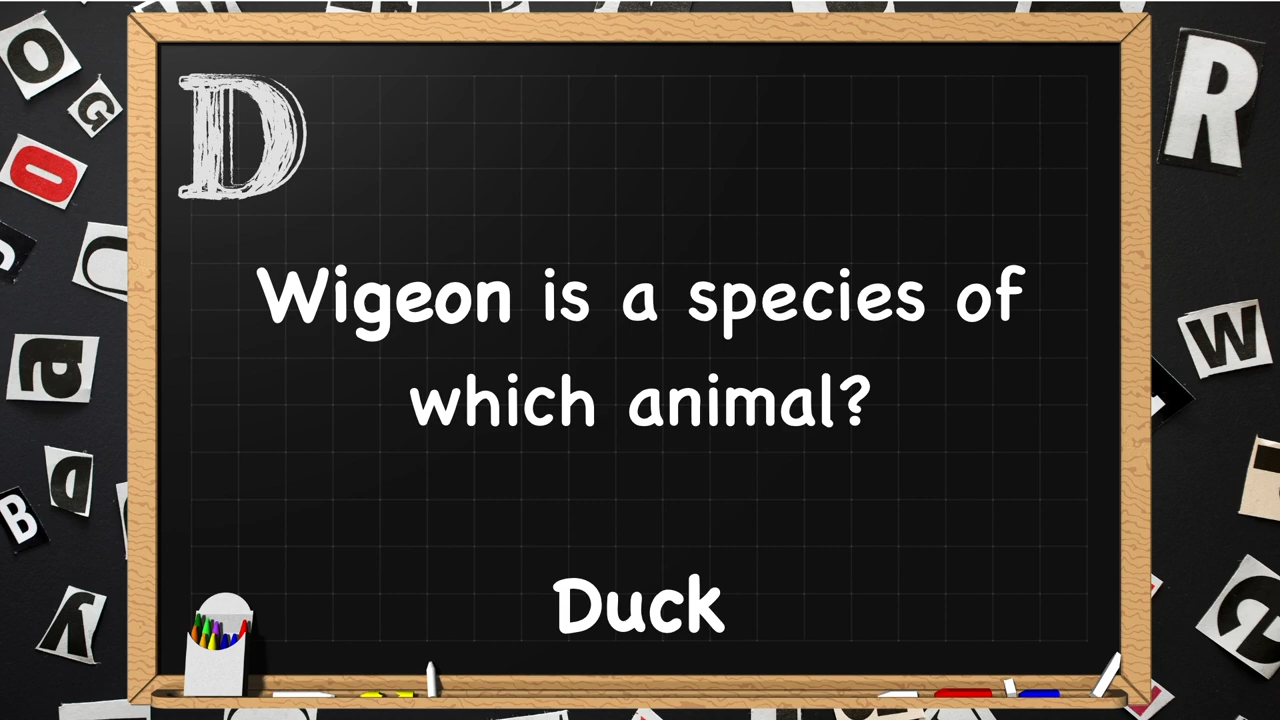 D
Wigeon is a species of
which animal?
Duck
O
G
O
a
D
B
R
W